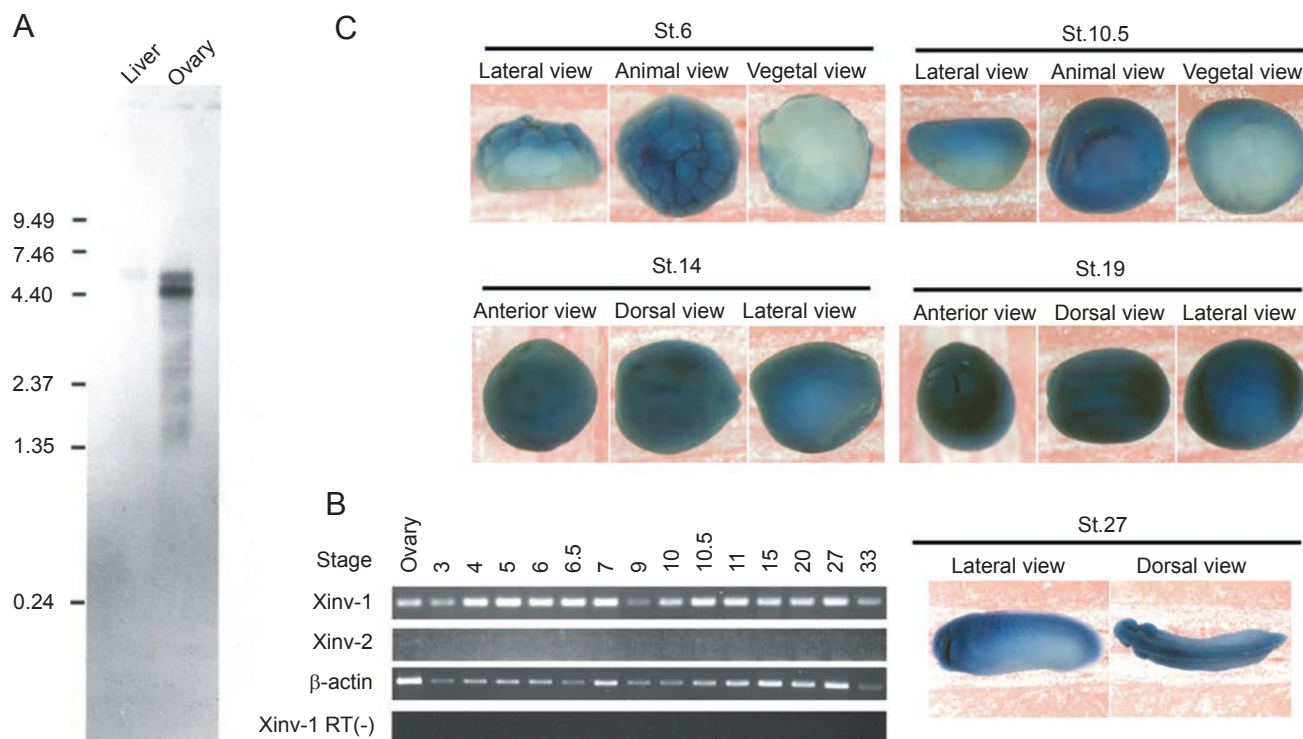 A
Liver
Ovary
9.49
7.46
4.40
2.37
1.35
0.24
C
St.6
Lateral view Animal view Vegetal view
St.10.5
Lateral view Animal view Vegetal view
St.14
Anterior view Dorsal view Lateral view
St.19
Anterior view Dorsal view Lateral view
St.27
Lateral view Dorsal view
B
Stage Ovary 3 4 5 6 6.5 7 9 10 10.5 11 15 20 27 33
Xinv-1
Xinv-2
β-actin
Xinv-1 RT(-)